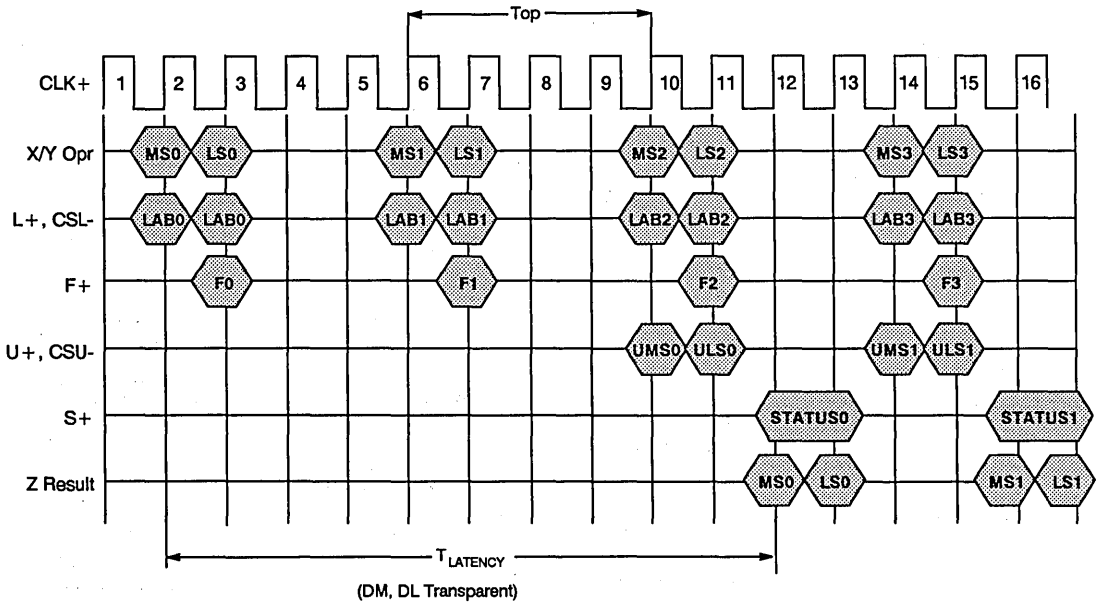 Top
CLK+ 1 2 3 4 5 6 7 8 9 10 11 12 13 14 15 16
X/Y Opr MS0 LS0 MS1 LS1 MS2 LS2 MS3 LS3
L+, CSL- LAB0 LAB0 LAB1 LAB1 LAB2 LAB2 LAB3 LAB3
F+ F0 F1 F2 F3
U+, CSU- UMS0 ULS0 UMS1 ULS1
S+ STATUS0 STATUS1
Z Result MS0 LS0 MS1 LS1
T LATENCY
(DM, DL Transparent)